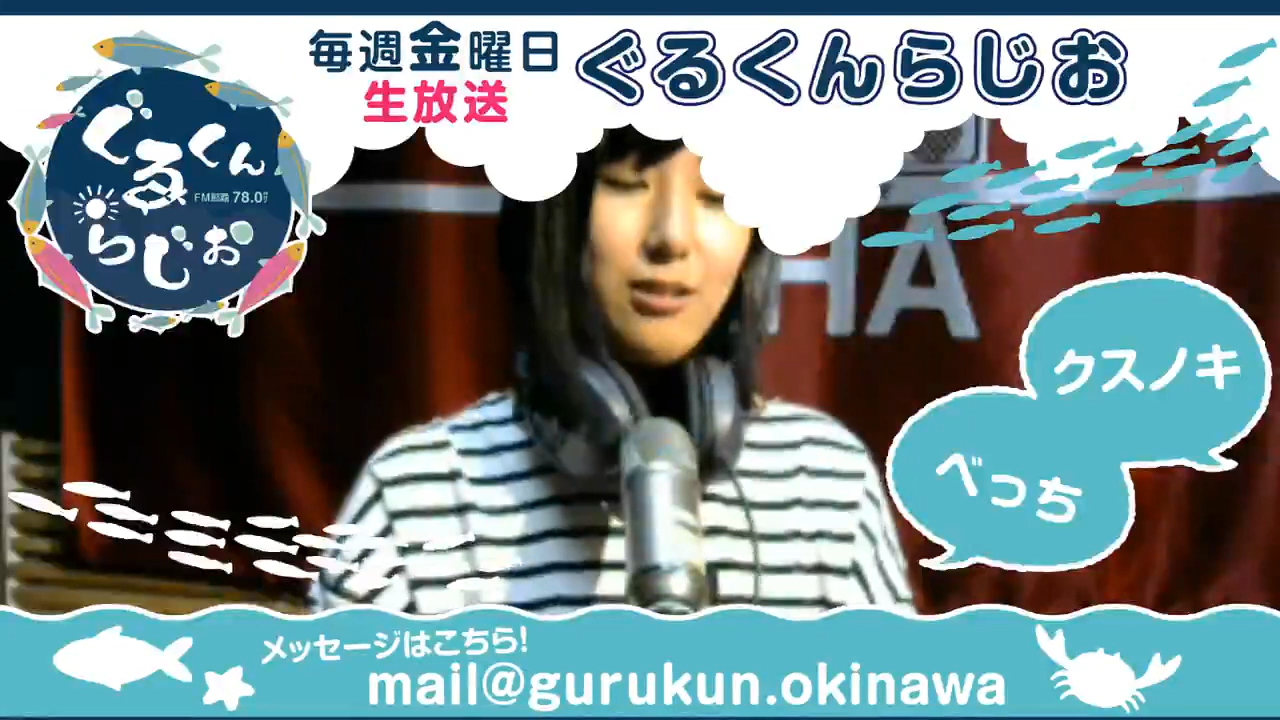 毎週金曜日
生放送
ぐるくんらじお
ぐるくん
FM那覇 78.0
らじお
HA
クスノキ
べっち
メッセージはこちら!
mail@gurukun.okinawa